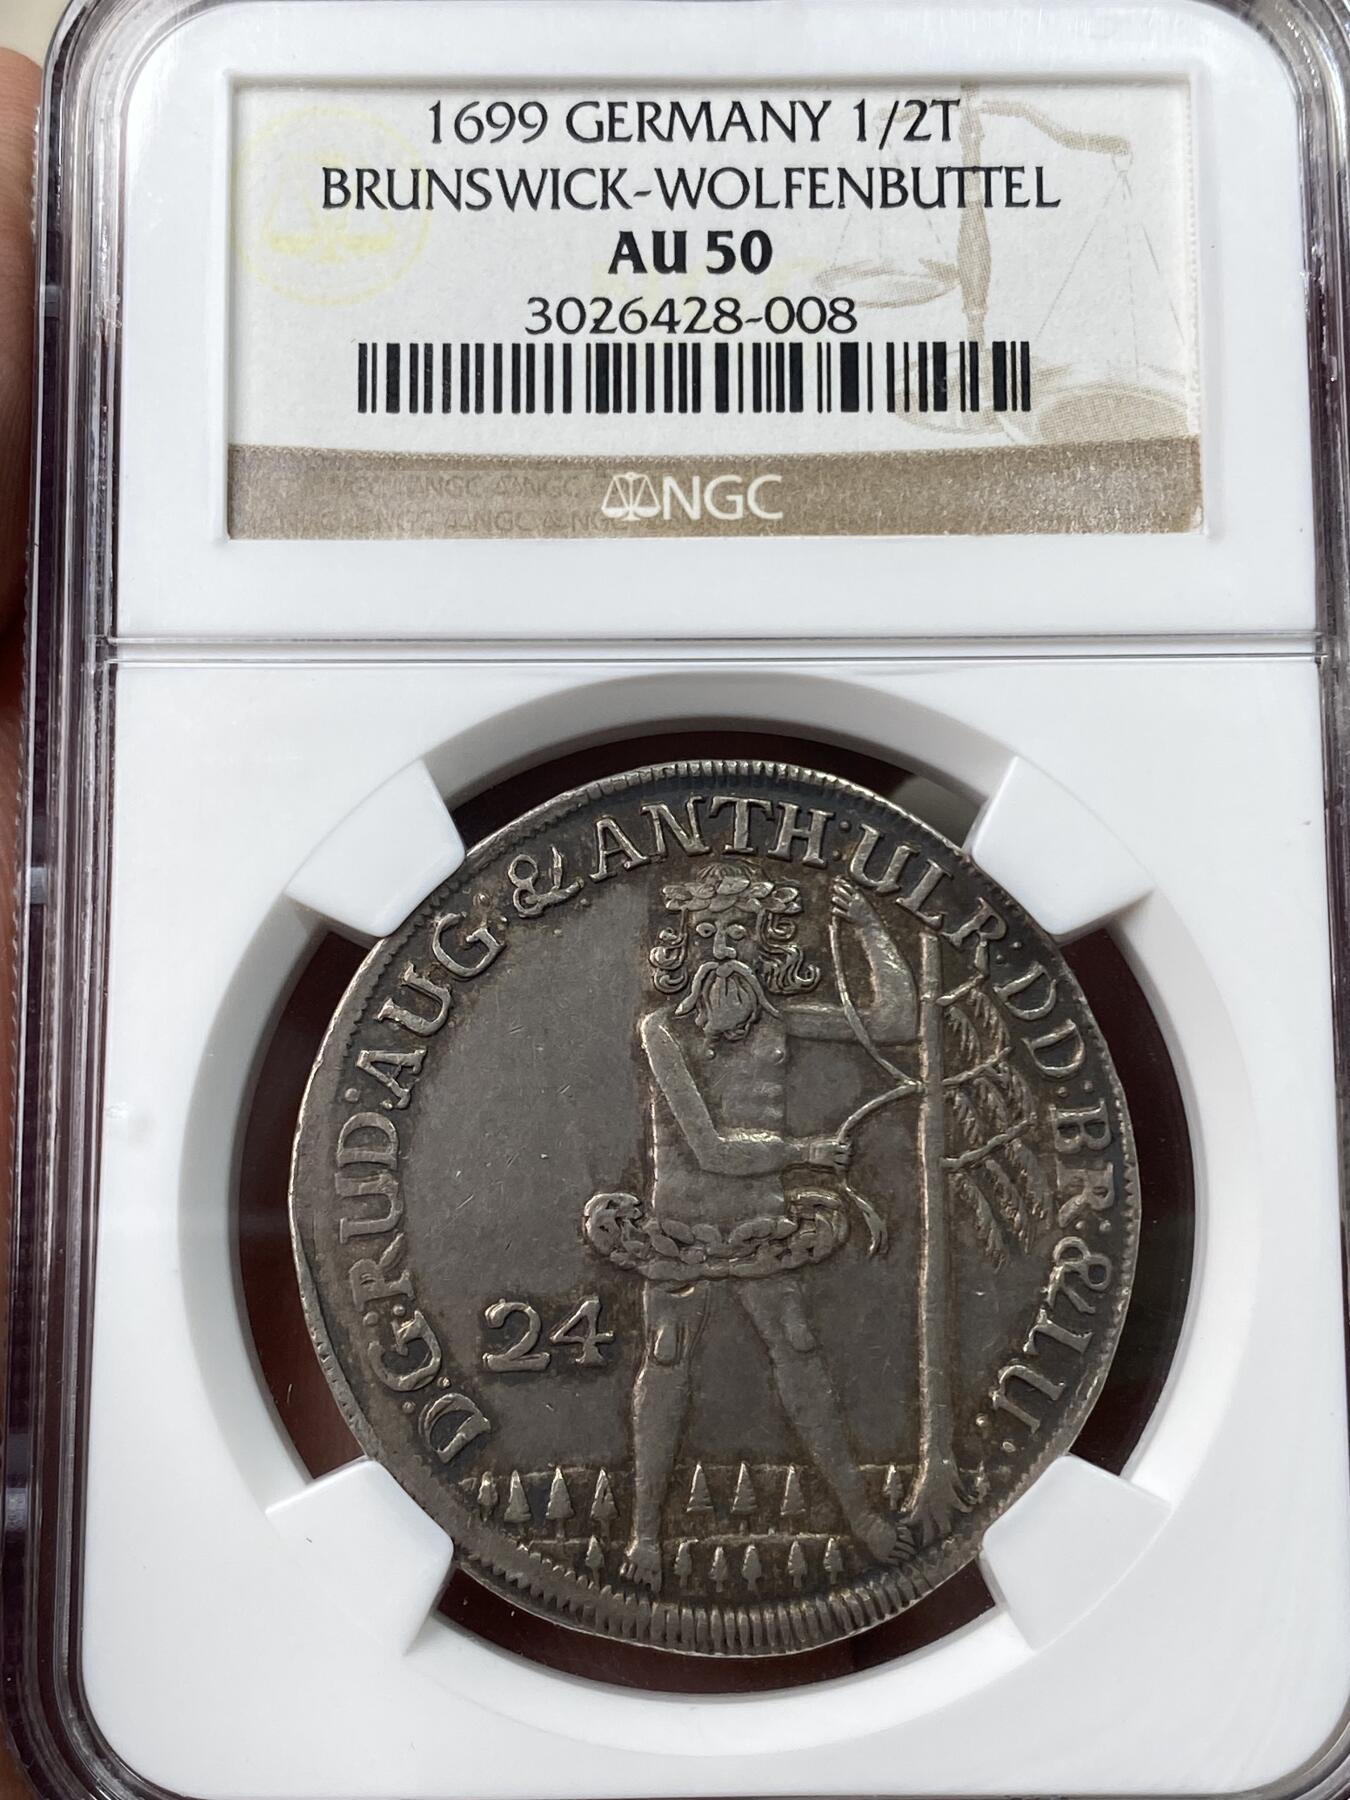 1699 GERMANY 1/2T
BRUNSWICK-WOLFENBUTTEL
AU 50
3026428-008
NGC
D:G:RUD:AUG:&ANTH:ULR:DD:BR:&LU:
24